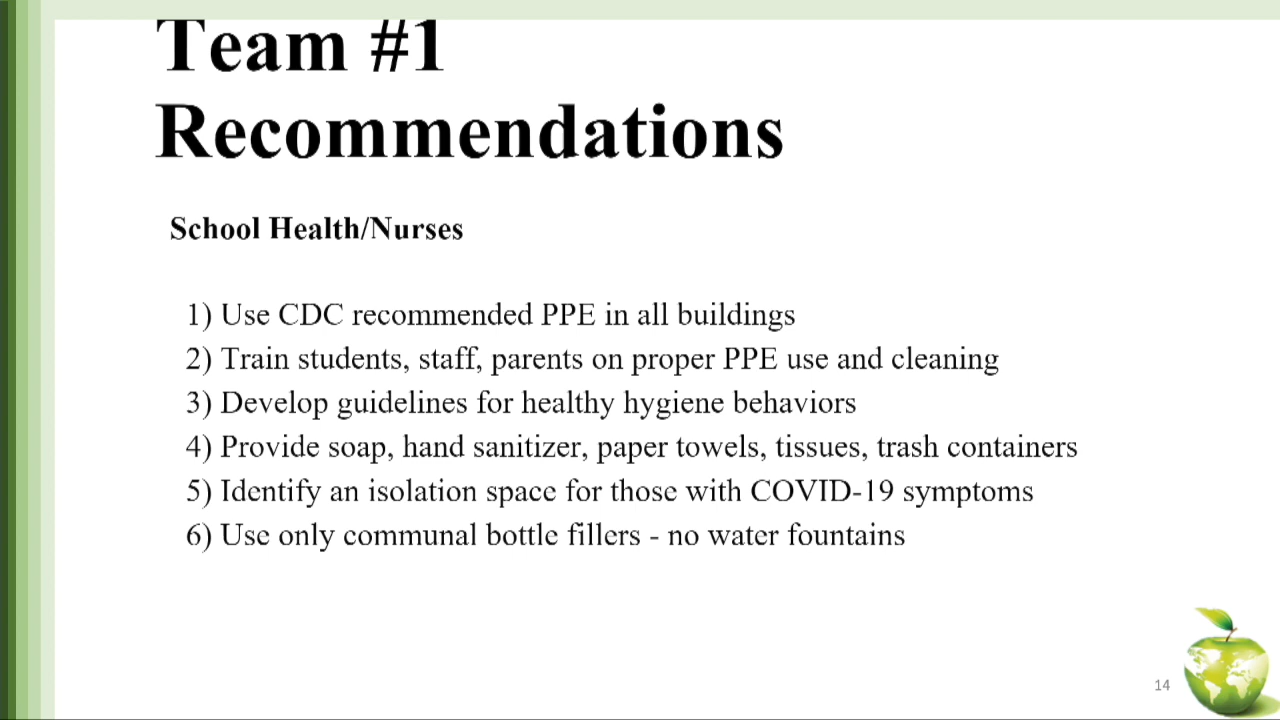 Team #1
Recommendations
School Health/Nurses
1) Use CDC recommended PPE in all buildings
2) Train students, staff, parents on proper PPE use and cleaning
3) Develop guidelines for healthy hygiene behaviors
4) Provide soap, hand sanitizer, paper towels, tissues, trash containers
5) Identify an isolation space for those with COVID-19 symptoms
6) Use only communal bottle fillers - no water fountains
14